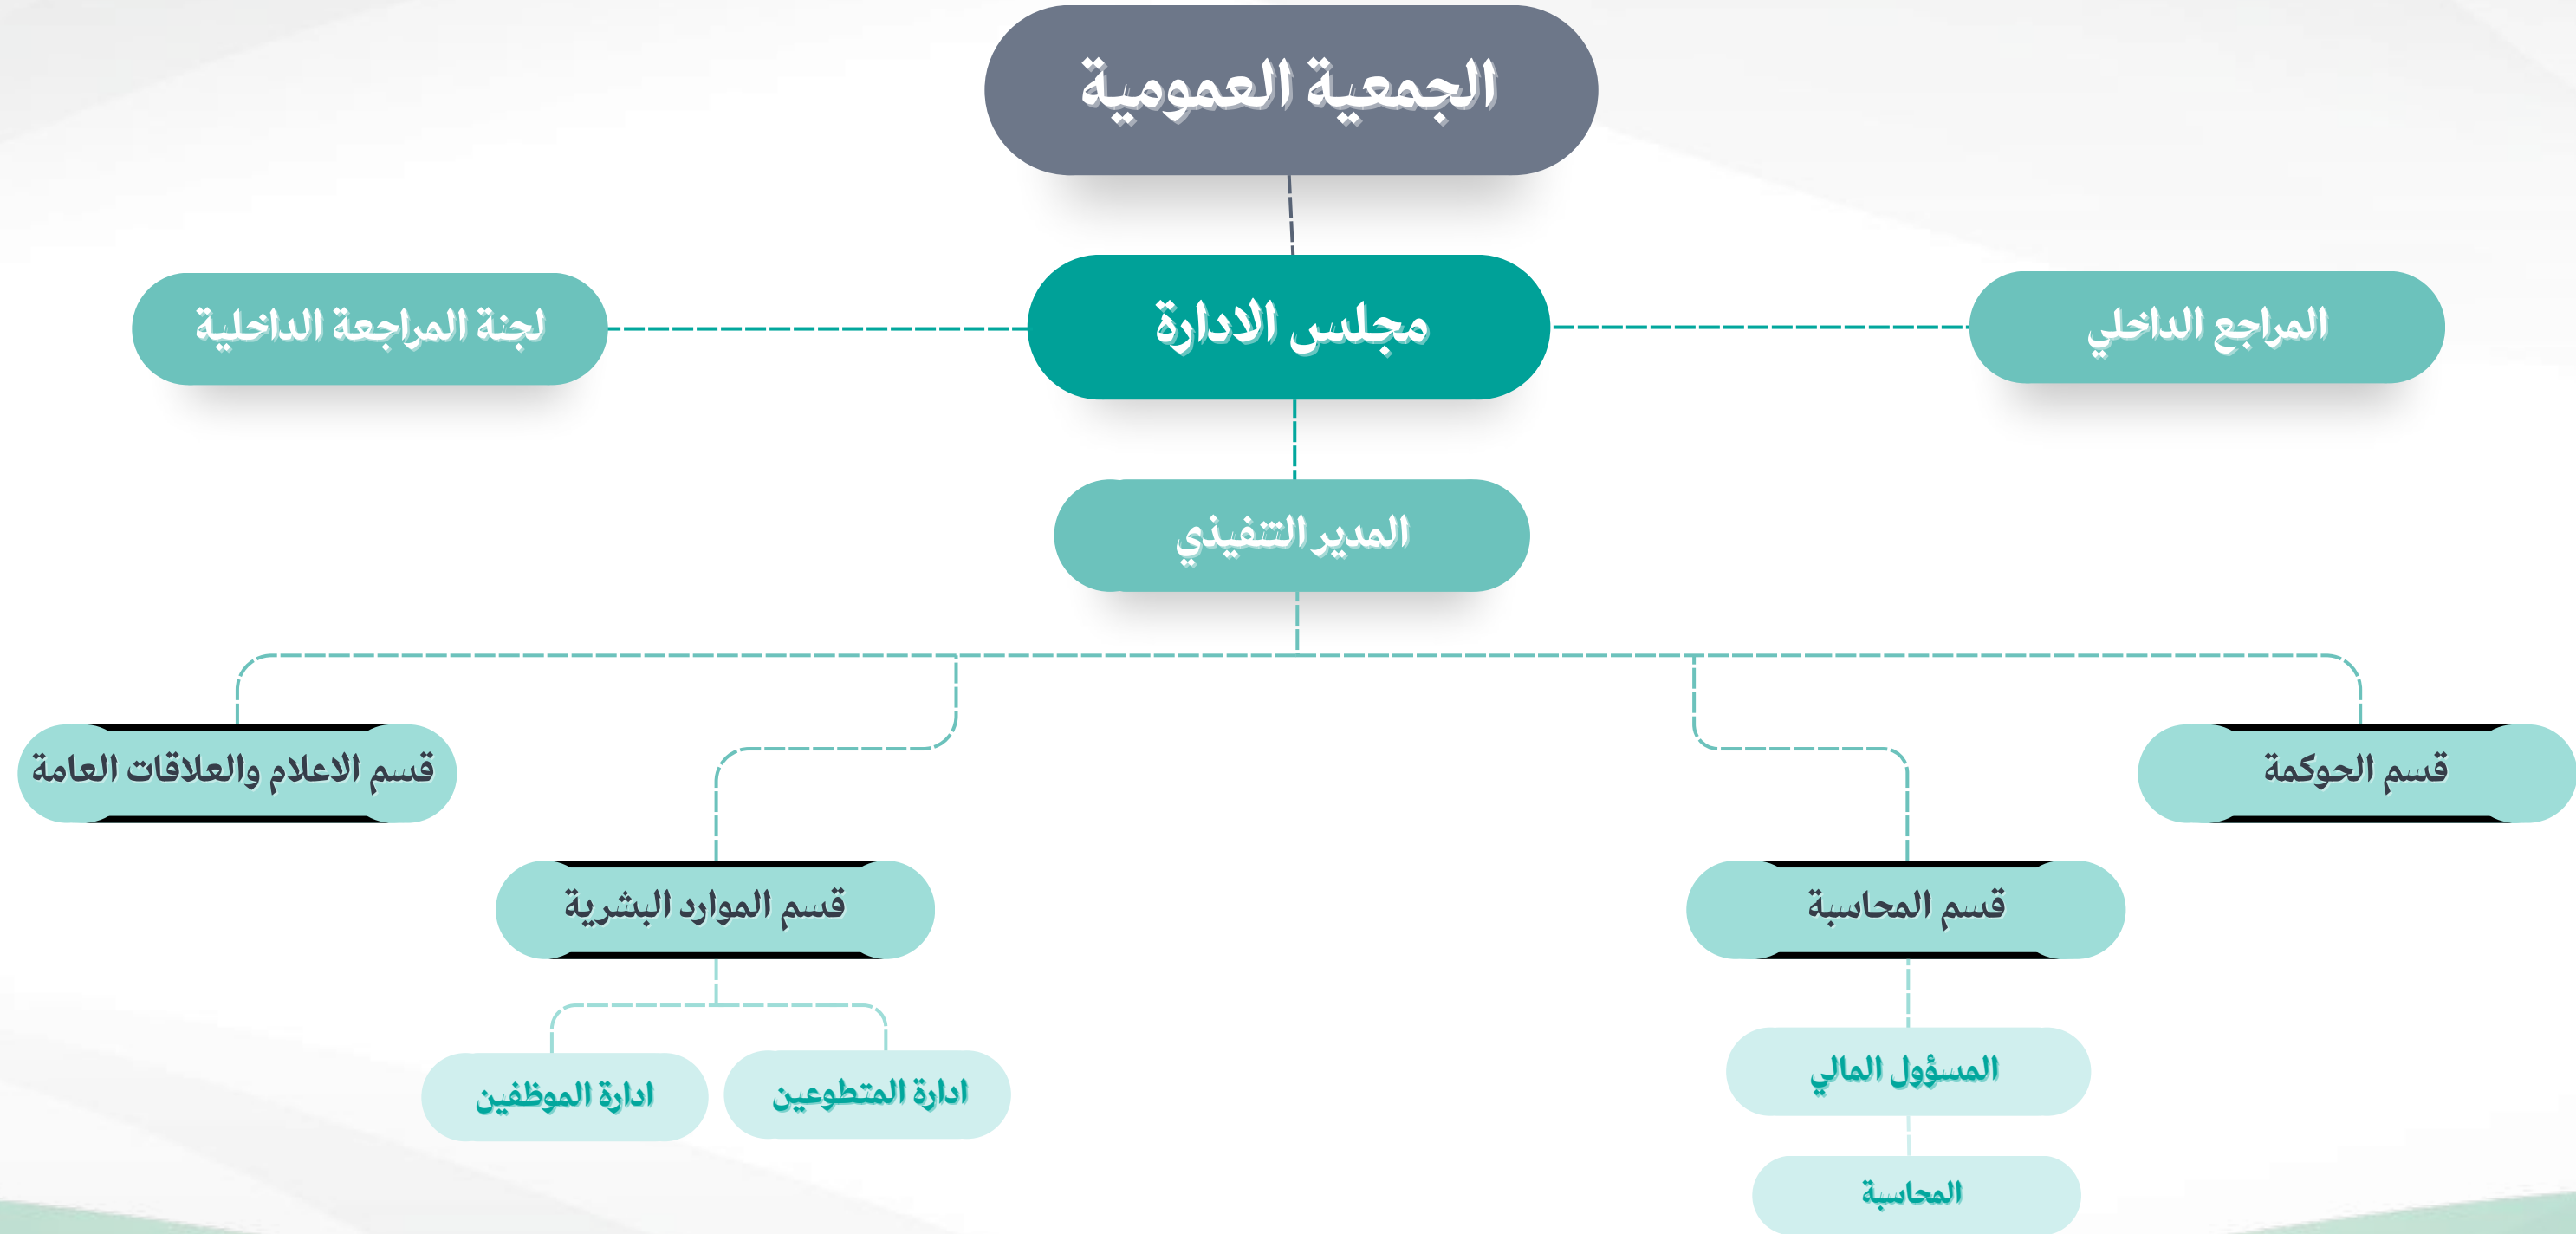 الجمعية العمومية
المراجع الداخلي
مجلس الادارة
لجنة المراجعة الداخلية
المدير التنفيذي
قسم الحوكمة
قسم الاعلام والعلاقات العامة
قسم المحاسبة
قسم الموارد البشرية
المسؤول المالي
ادارة المتطوعين
ادارة الموظفين
المحاسبة